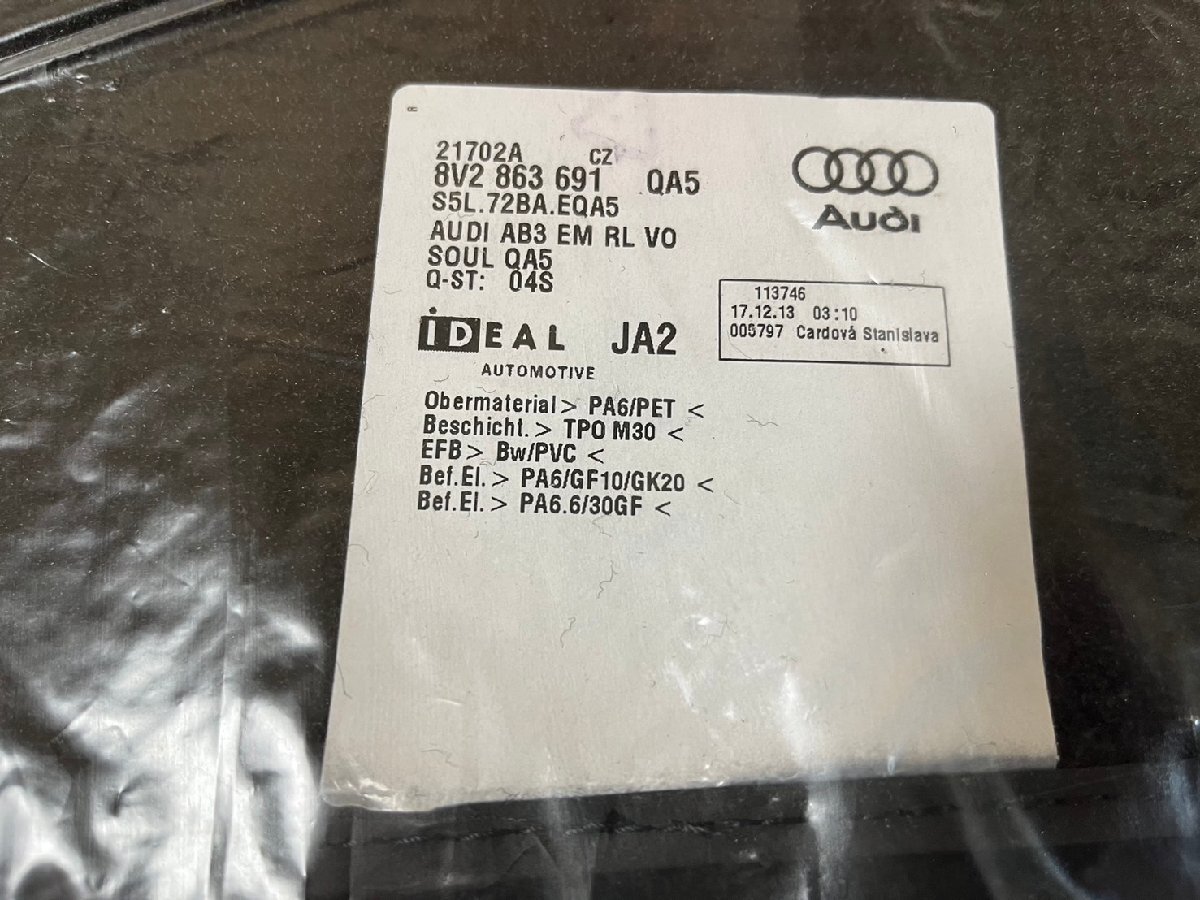 21702A CZ
8V2 863 691 QA5
S5L.72BA.EQA5
AUDI AB3 EM RL VO
SOUL QA5
Q-ST: 04S
Audi
113746
17.12.13 03:10
005797 Cardová Stanislava
iDEAL JA2
AUTOMOTIVE
Obermaterial> PA6/PET <
Beschicht.> TPO M30 <
EFB> Bw/PVC <
Bef.El.> PA6/GF10/GK20 <
Bef.El.> PA6.6/30GF <